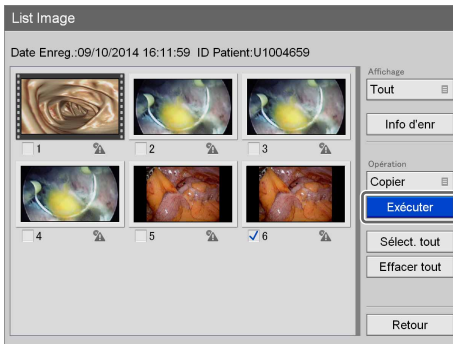 List Image
Date Enreg.:09/10/2014 16:11:59 ID Patient:U1004659
Affichage
Tout
Info d'enr
1
2
3
Opération
Copier
Exécuter
4
5
6
Sélect. tout
Effacer tout
Retour